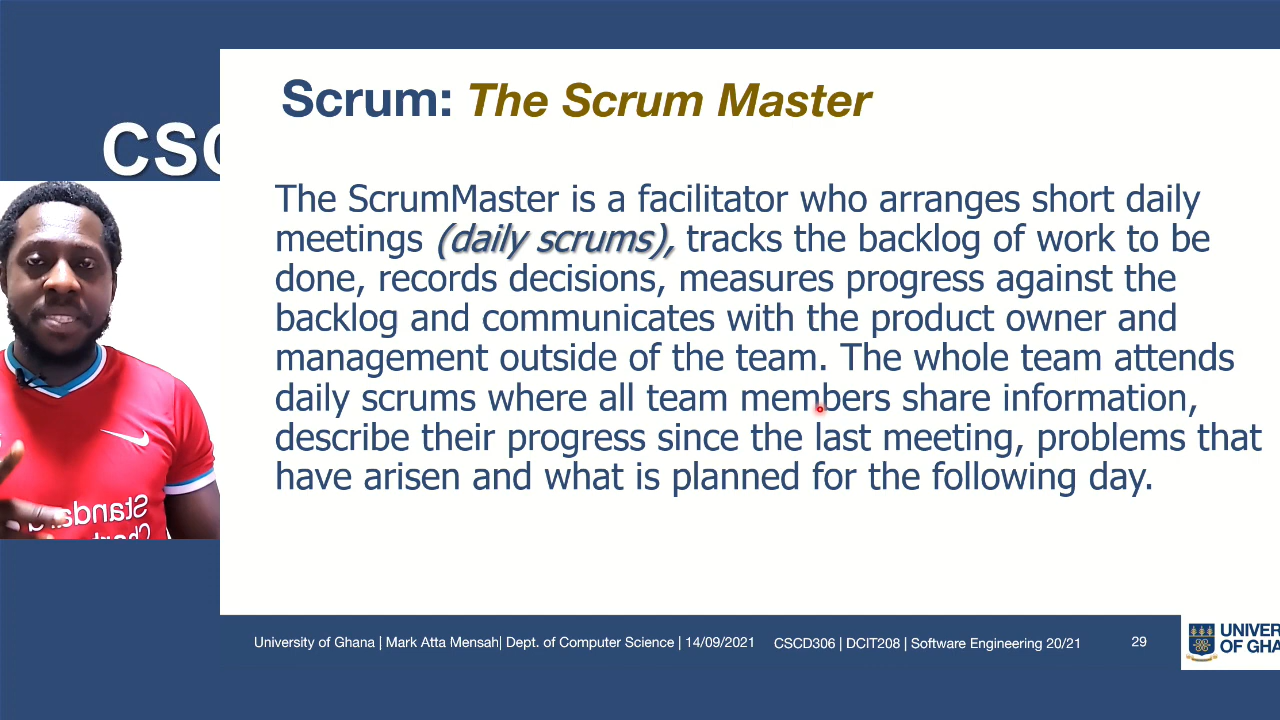 Scrum: The Scrum Master
CSC
The ScrumMaster is a facilitator who arranges short daily
meetings (daily scrums), tracks the backlog of work to be
done, records decisions, measures progress against the
backlog and communicates with the product owner and
management outside of the team. The whole team attends
daily scrums where all team members share information,
describe their progress since the last meeting, problems that
have arisen and what is planned for the following day.
Standard
University of Ghana | Mark Atta Mensah| Dept. of Computer Science | 14/09/2021 CSCD306 | DCIT208 | Software Engineering 20/21 29
UNIVER
OF GHA